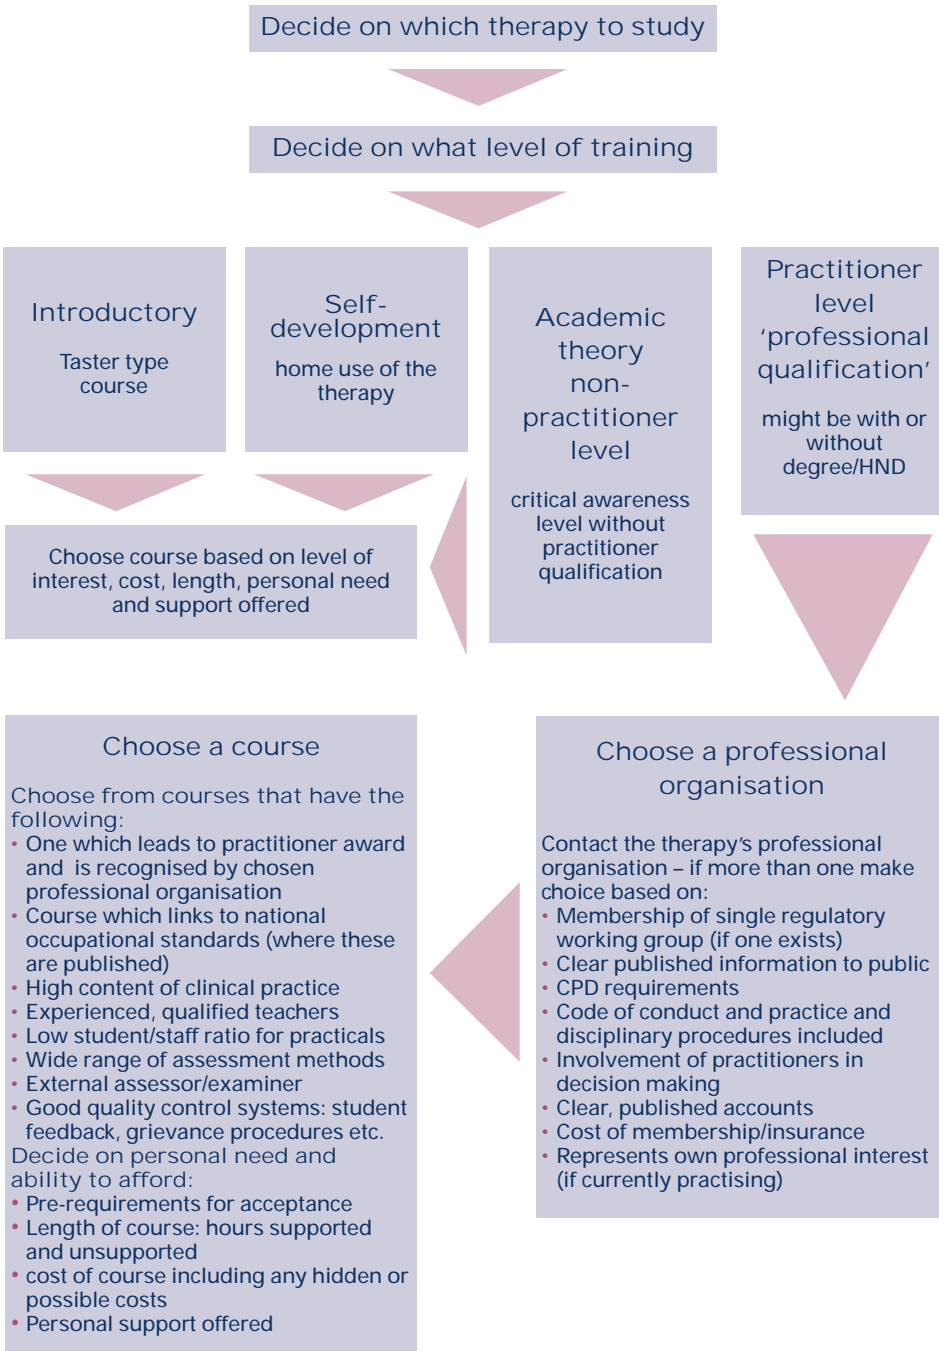 Decide on which therapy to study
Decide on what level of training
Introductory
Taster type
course
Self-
development
home use of the
therapy
Academic
theory
non-
practitioner
level
critical awareness
level without
practitioner
qualification
Practitioner
level
‘professional
qualification’
might be with or
without
degree/HND
Choose course based on level of
interest, cost, length, personal need
and support offered
Choose a professional
organisation
Contact the therapy’s professional
organisation – if more than one make
choice based on:
• Membership of single regulatory
working group (if one exists)
• Clear published information to public
• CPD requirements
• Code of conduct and practice and
disciplinary procedures included
• Involvement of practitioners in
decision making
• Clear, published accounts
• Cost of membership/insurance
• Represents own professional interest
(if currently practising)
Choose a course
Choose from courses that have the
following:
• One which leads to practitioner award
and is recognised by chosen
professional organisation
• Course which links to national
occupational standards (where these
are published)
• High content of clinical practice
• Experienced, qualified teachers
• Low student/staff ratio for practicals
• Wide range of assessment methods
• External assessor/examiner
• Good quality control systems: student
feedback, grievance procedures etc.
Decide on personal need and
ability to afford:
• Pre-requirements for acceptance
• Length of course: hours supported
and unsupported
• cost of course including any hidden or
possible costs
• Personal support offered